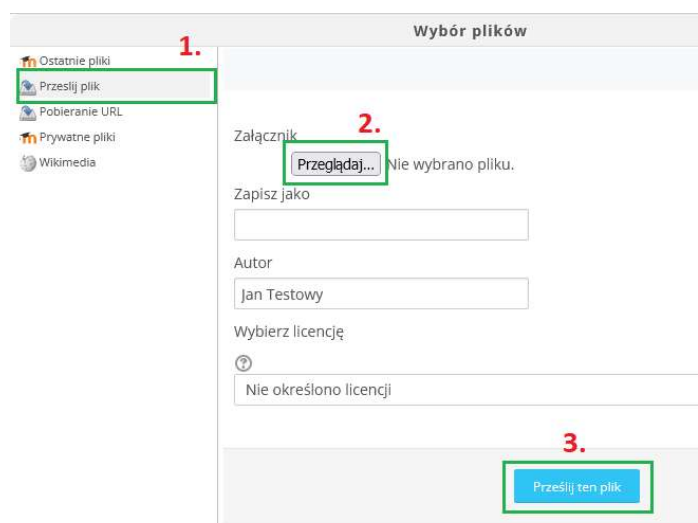 Wybór plików
1.
Ostatnie pliki
Przeslij plik
Pobieranie URL
Prywatne pliki
Wikimedia
2.
Załącznik
Przeglądaj... Nie wybrano pliku.
Zapisz jako
Autor
Jan Testowy
Wybierz licencję
?
Nie określono licencji
3.
Prześlij ten plik